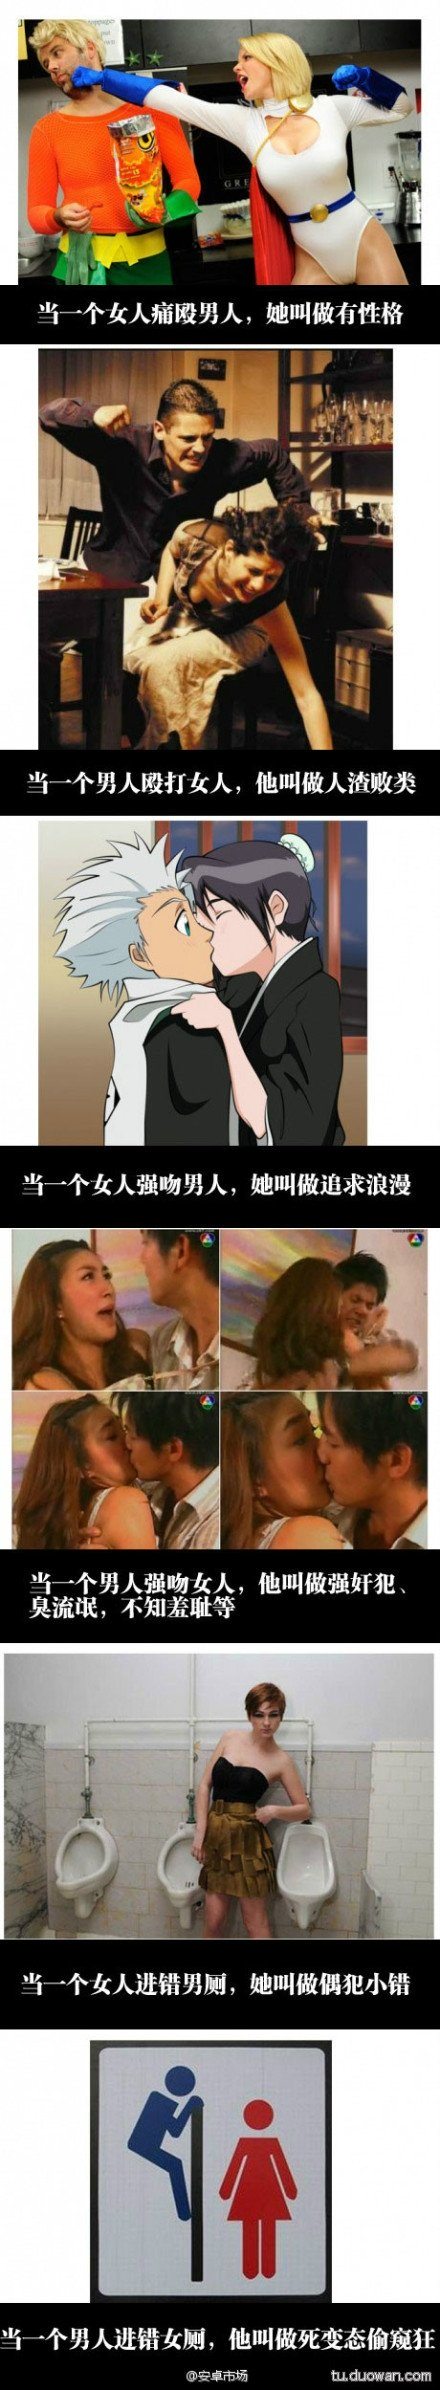 GRE
当一个女人痛殴男人，她叫做有性格
当一个男人殴打女人，他叫做人渣败类
当一个女人强吻男人，她叫做追求浪漫
当一个男人强吻女人，他叫做强奸犯、
臭流氓，不知羞耻等
当一个女人进错男厕，她叫做偶犯小错
当一个男人进错女厕，他叫做死变态偷窥狂
@安卓市场
tu.duowan.com